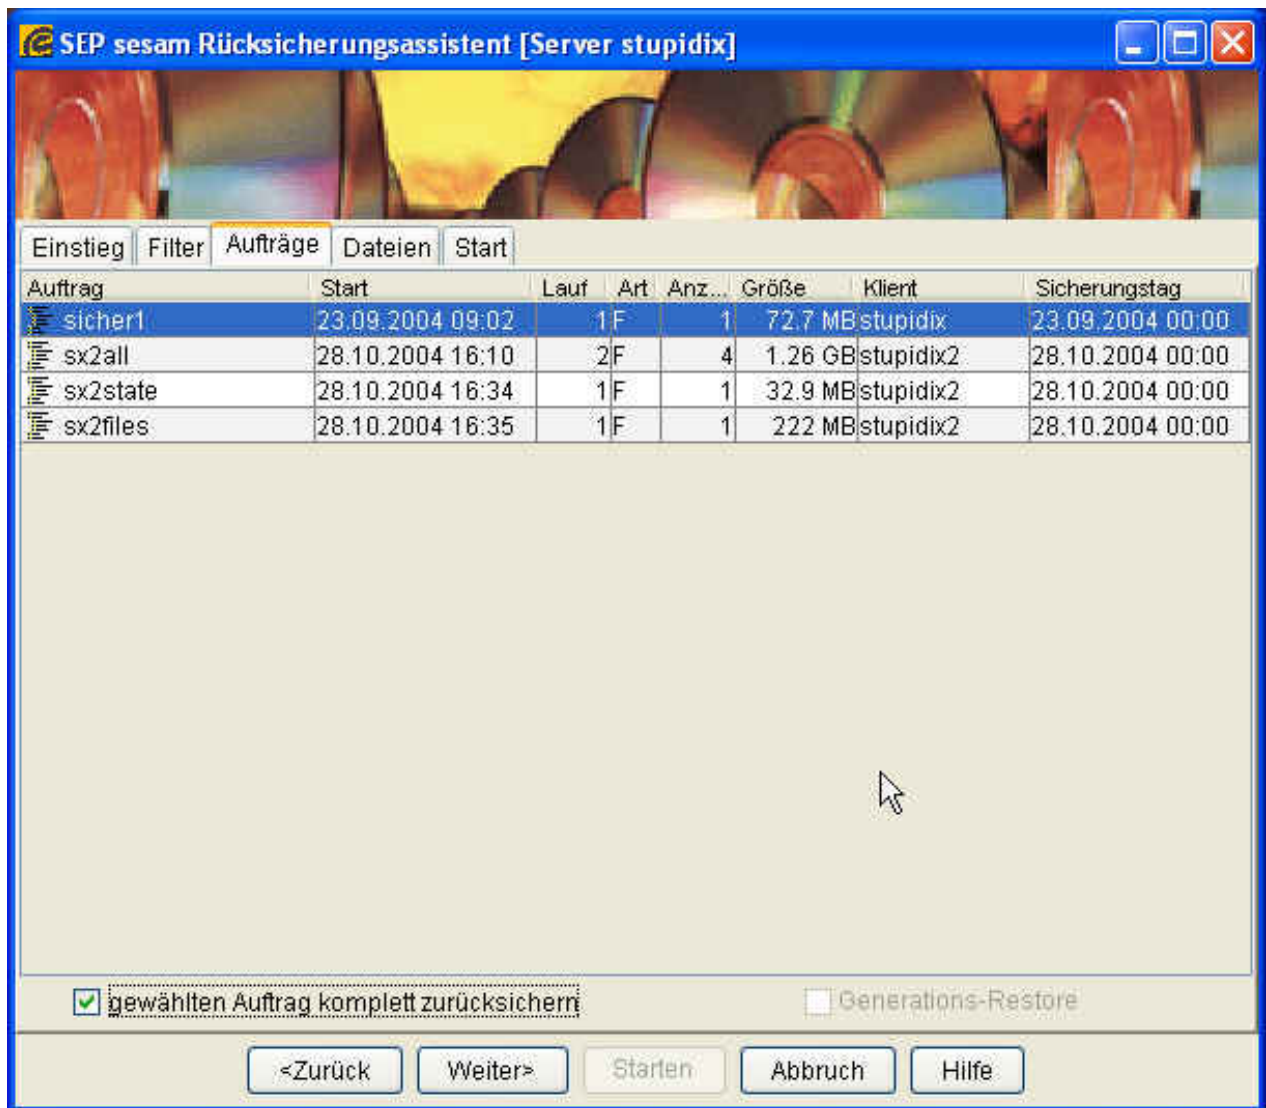 SEP sesam Rücksicherungsassistent [Server stupidix]
Einstieg Filter Aufträge Dateien Start
Auftrag Start Lauf Art Anz... Größe Klient Sicherungstag
sicher1 23.09.2004 09:02 1 F 1 72.7 MB stupidix 23.09.2004 00:00
sx2all 28.10.2004 16:10 2 F 4 1.26 GB stupidix2 28.10.2004 00:00
sx2state 28.10.2004 16:34 1 F 1 32.9 MB stupidix2 28.10.2004 00:00
sx2files 28.10.2004 16:35 1 F 1 222 MB stupidix2 28.10.2004 00:00
gewählten Auftrag komplett zurücksichern Generations-Restore
<Zurück Weiter> Starten Abbruch Hilfe